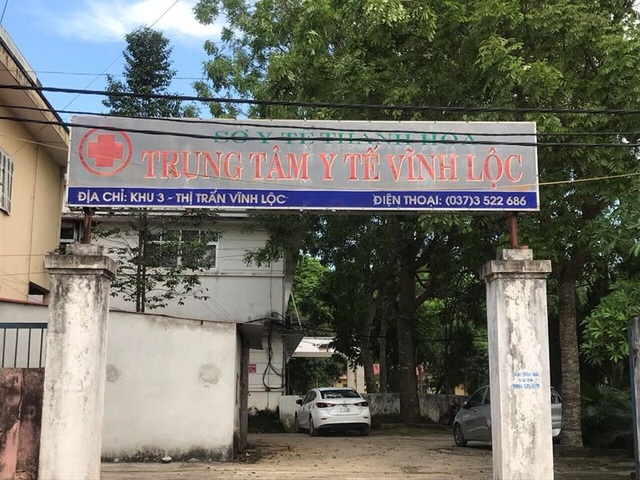 SỞ Y TẾ THANH HÓA
TRUNG TÂM Y TẾ VĨNH LỘC
ĐỊA CHỈ: KHU 3 - THỊ TRẤN VĨNH LỘC
ĐIỆN THOẠI: (037)3 522 686